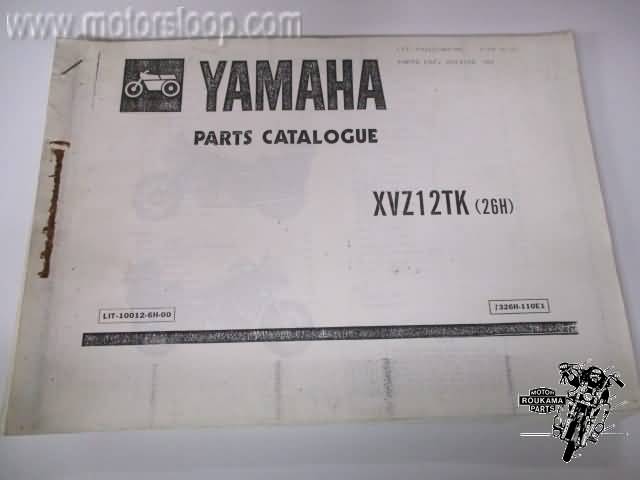 www.motorsloop.com
YAMAHA
PARTS CATALOGUE
XVZ12TK (26H)
LIT-10012-6H-00
7326H-110E1
MOTOR
ROUKAMA
PARTS